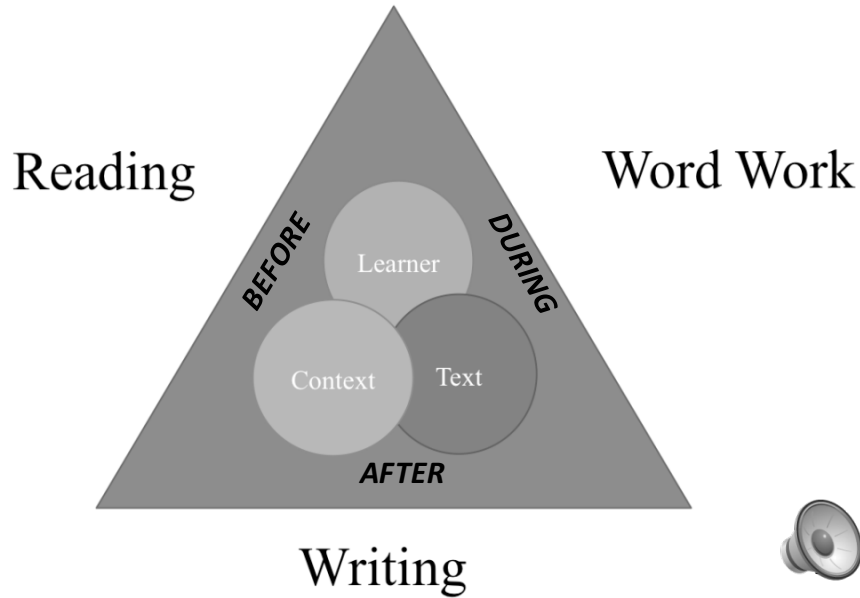 Reading
Word Work
BEFORE
DURING
Learner
Context
Text
AFTER
Writing